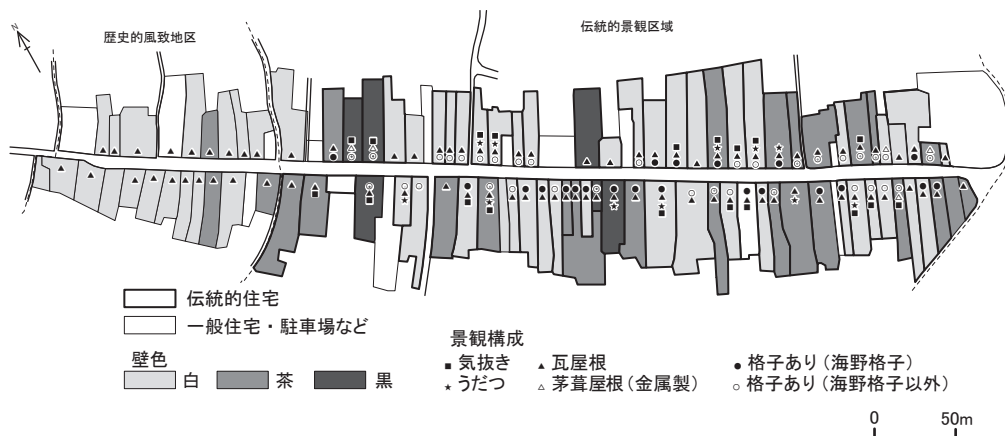 N
歴史的風致地区
伝統的景観区域
伝統的住宅
一般住宅・駐車場など
壁色
白
茶
黒
景観構成
■ 気抜き
▲ 瓦屋根
● 格子あり(海野格子)
★ うだつ
△ 茅葺屋根(金属製)
○ 格子あり(海野格子以外)
0 50m